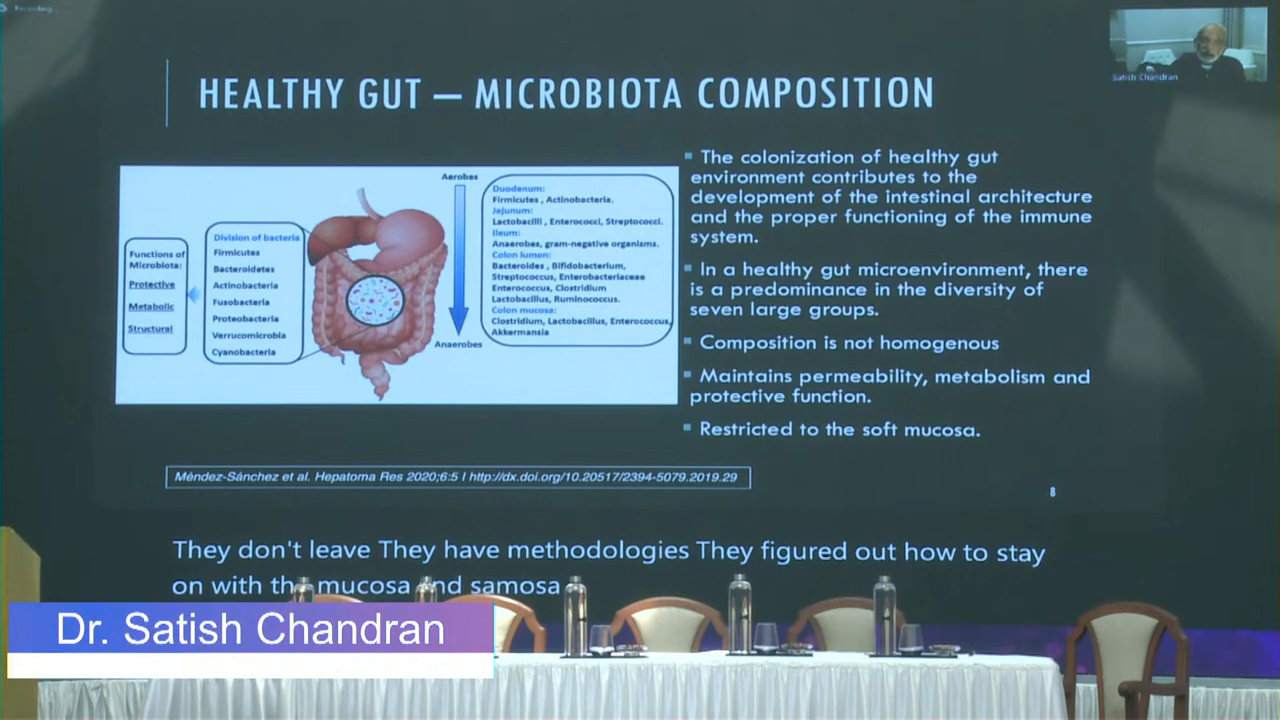 Recording...
Satish Chandran
HEALTHY GUT – MICROBIOTA COMPOSITION
Functions of
Microbiota:
Protective
Metabolic
Structural
Division of bacteria
Firmicutes
Bacteroidetes
Actinobacteria
Fusobacteria
Proteobacteria
Verrucomicrobia
Cyanobacteria
Aerobes
Anaerobes
Duodenum:
Firmicutes , Actinobacteria.
Jejunum:
Lactobacilli , Enterococci, Streptococci.
Ileum:
Anaerobes, gram-negative organisms.
Colon lumen:
Bacteroides , Bifidobacterium,
Streptococcus, Enterobacteriaceae
Enterococcus, Clostridium
Lactobacillus, Ruminococcus.
Colon mucosa:
Clostridium, Lactobacillus, Enterococcus,
Akkermansia
The colonization of healthy gut
environment contributes to the
development of the intestinal architecture
and the proper functioning of the immune
system.
In a healthy gut microenvironment, there
is a predominance in the diversity of
seven large groups.
Composition is not homogenous
Maintains permeability, metabolism and
protective function.
Restricted to the soft mucosa.
Méndez-Sánchez et al. Hepatoma Res 2020;6:5 I http://dx.doi.org/10.20517/2394-5079.2019.29
8
They don't leave They have methodologies They figured out how to stay
on with the mucosa and samosa
Dr. Satish Chandran